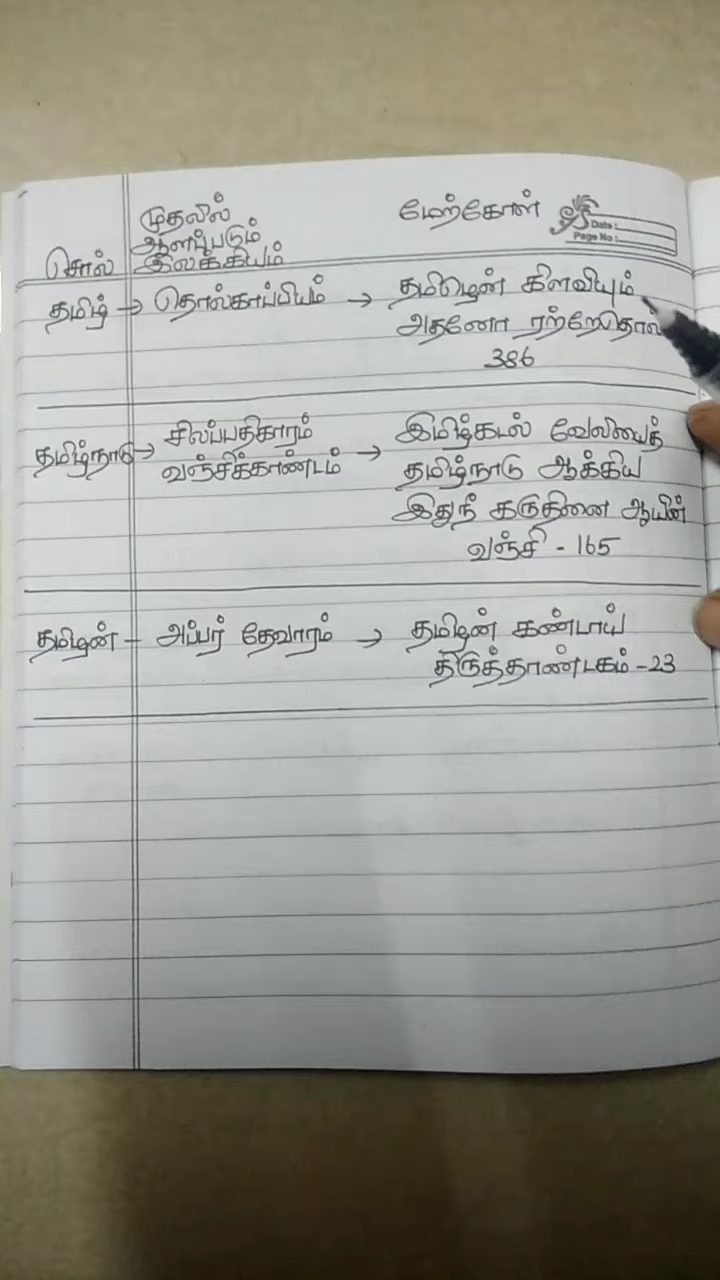 முதலில்
ஆளப்படும்
சொல் இலக்கியம் மேற்கோள்
Date :
Page No :
தமிழ் → தொல்காப்பியம் → தமிழென் கிளவியும்
அதனோ ரற்றே
386
தமிழ்நாடு → சிலப்பதிகாரம் → இமிழ்கடல் வேலியைத்
வஞ்சிக்காண்டம் தமிழ்நாடு ஆக்கிய
இதுநீ கருதினை ஆயின்
வஞ்சி - 165
தமிழன் - அப்பர் தேவாரம் → தமிழன் கண்டாய்
திருத்தாண்டகம் - 23